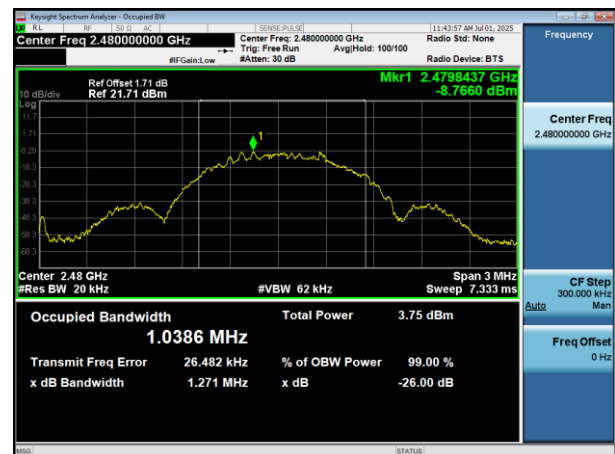 Keysight Spectrum Analyzer - Occupied BW
RL RF 50 Ω AC SENSE:PULSE 11:43:57 AM Jul 01, 2025
Center Freq 2.480000000 GHz Center Freq: 2.480000000 GHz Radio Std: None
Trig: Free Run Avg|Hold: 100/100
#IFGain:Low #Atten: 30 dB Radio Device: BTS
Frequency
Ref Offset 1.71 dB Mkr1 2.4798437 GHz
10 dB/div Ref 21.71 dBm -8.7660 dBm
Log
11.7
1.71
-8.29
-18.3
-28.3
-38.3
-48.3
-58.3
-68.3
1
Center 2.48 GHz Span 3 MHz
#Res BW 20 kHz #VBW 62 kHz Sweep 7.333 ms
Occupied Bandwidth Total Power 3.75 dBm
1.0386 MHz
Transmit Freq Error 26.482 kHz % of OBW Power 99.00 %
x dB Bandwidth 1.271 MHz x dB -26.00 dB
Center Freq
2.480000000 GHz
CF Step
300.000 kHz
Auto Man
Freq Offset
0 Hz
MSG STATUS